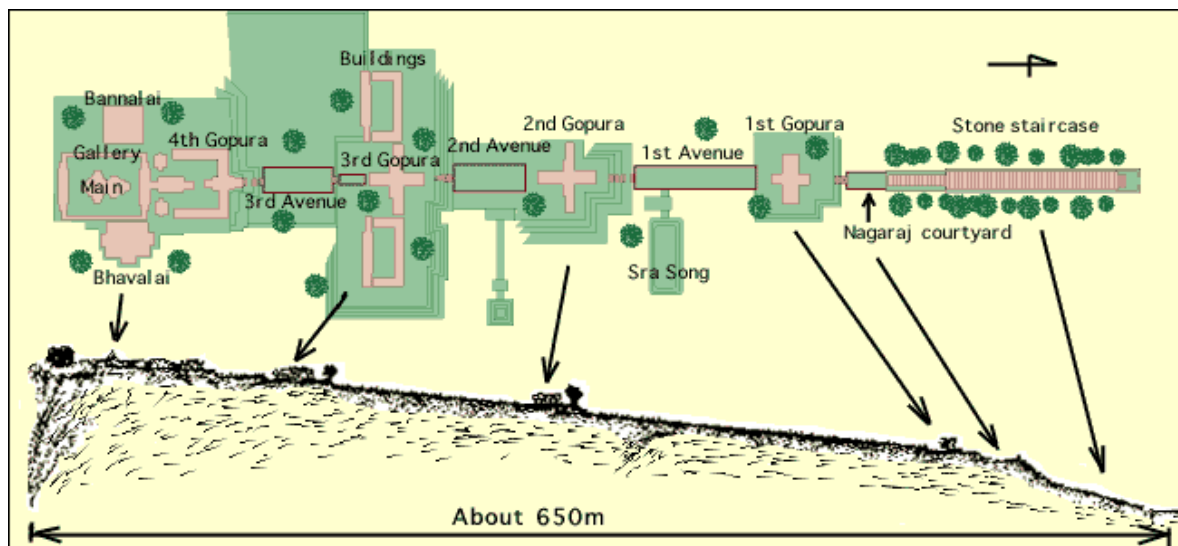 Buildings
Bannalai
4th Gopura
2nd Gopura
1st Gopura
Stone staircase
Gallery
3rd Gopura
2nd Avenue
1st Avenue
Main
3rd Avenue
Nagaraj courtyard
Bhavalai
Sra Song
About 650m